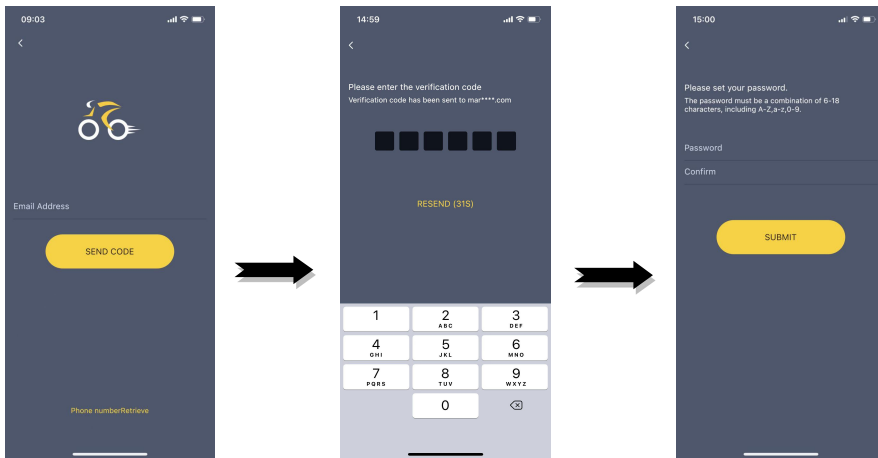 09:03
Email Address
SEND CODE
Phone numberRetrieve
14:59
Please enter the verification code
Verification code has been sent to mar****.com
RESEND (31S)
1
2
ABC
3
DEF
4
GHI
5
JKL
6
MNO
7
PQRS
8
TUV
9
WXYZ
0
15:00
Please set your password.
The password must be a combination of 6-18
characters, including A-Z,a-z,0-9.
Password
Confirm
SUBMIT